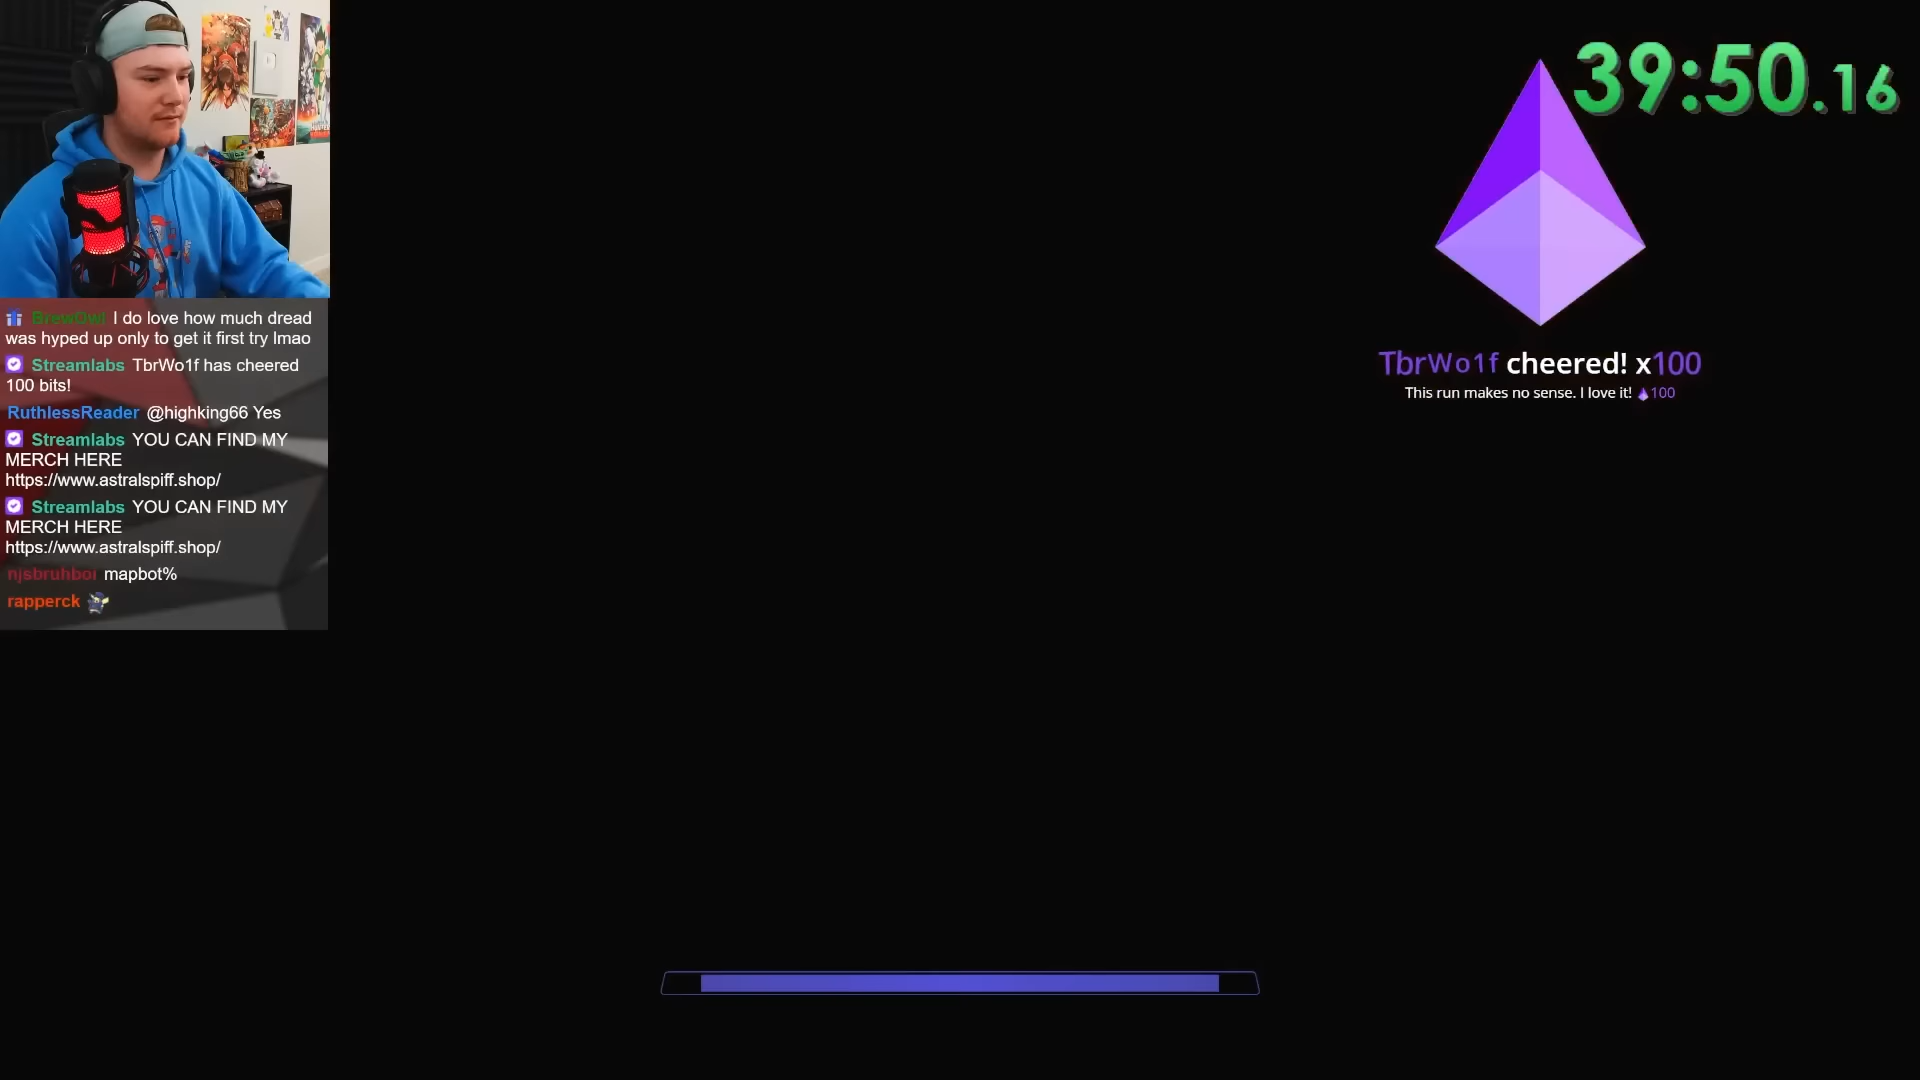 39:50.16
BrewOwl I do love how much dread
was hyped up only to get it first try lmao
Streamlabs TbrWo1f has cheered
100 bits!
RuthlessReader @highking66 Yes
Streamlabs YOU CAN FIND MY
MERCH HERE
https://www.astralspiff.shop/
Streamlabs YOU CAN FIND MY
MERCH HERE
https://www.astralspiff.shop/
njsbruhboi mapbot%
rapperck
TbrWo1f cheered! x100
This run makes no sense. I love it! 100